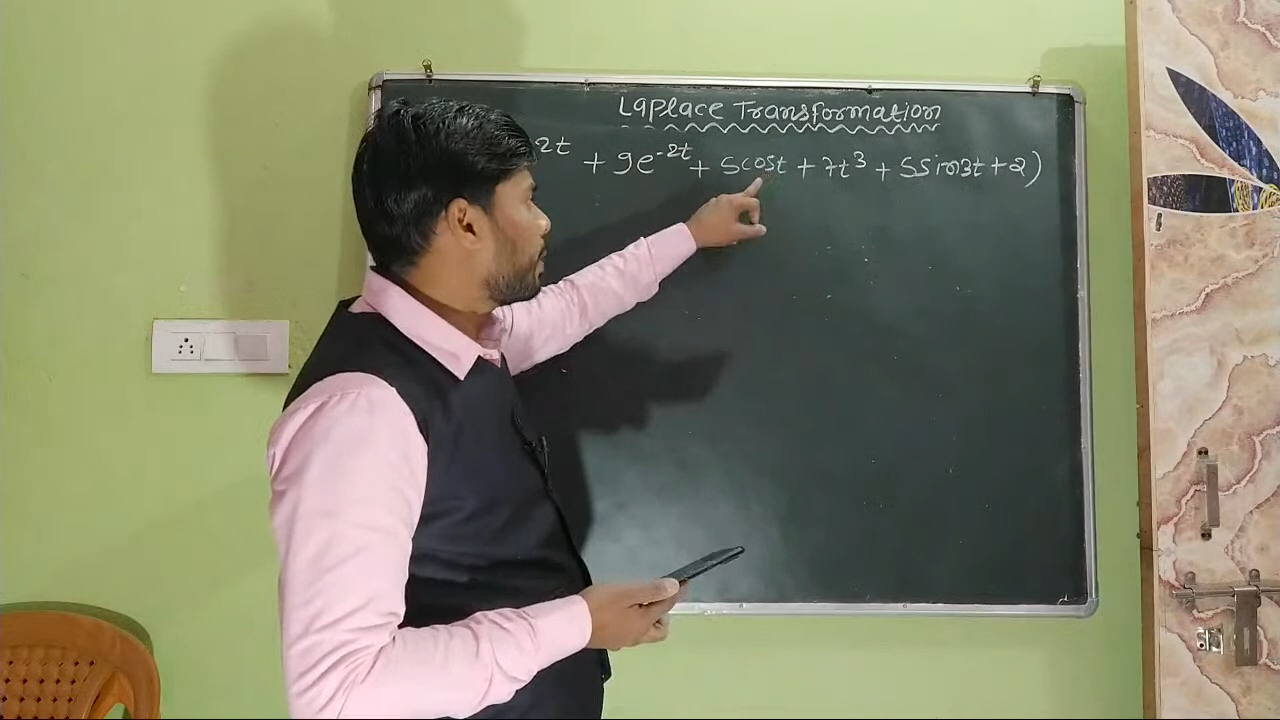 Laplace Transformation
2t + 9e^-2t + 5cost + 7t^3 + 5sin3t + 2)